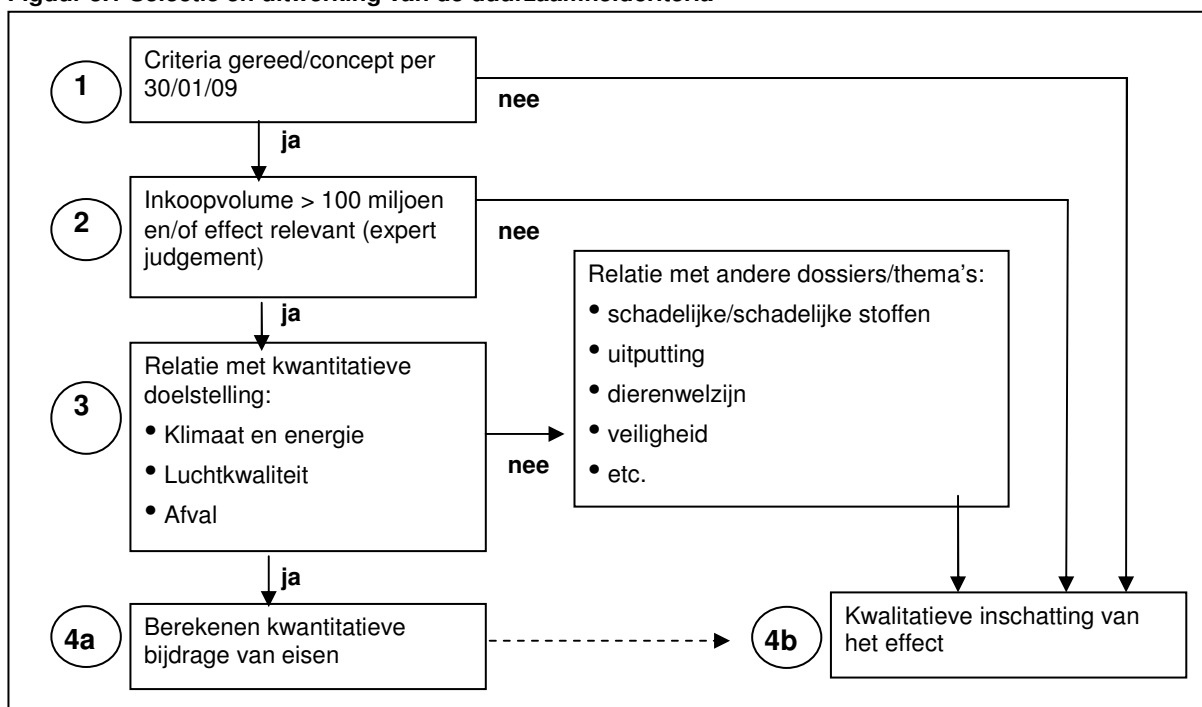 1
Criteria gereed/concept per
30/01/09
nee
ja
2
Inkoopvolume > 100 miljoen
en/of effect relevant (expert
judgement)
nee
ja
3
Relatie met kwantitatieve
doelstelling:
• Klimaat en energie
• Luchtkwaliteit
• Afval
nee
Relatie met andere dossiers/thema's:
• schadelijke/schadelijke stoffen
• uitputting
• dierenwelzijn
• veiligheid
• etc.
ja
4a
Berekenen kwantitatieve
bijdrage van eisen
4b
Kwalitatieve inschatting van
het effect